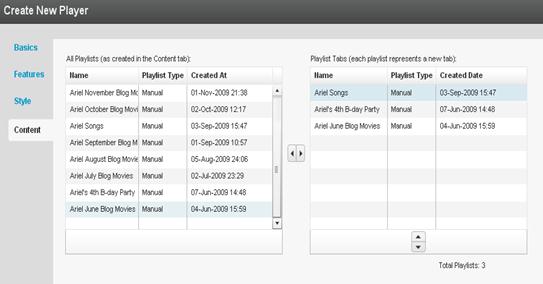 Create New Player
Basics
Features
Style
Content
All Playlists (as created in the Content tab):
Name Playlist Type Created At
Ariel November Blog Mc Manual 01-Nov-2009 21:38
Ariel October Blog Mov Manual 02-Oct-2009 12:17
Ariel Songs Manual 03-Sep-2009 15:47
Ariel September Blog M Manual 01-Sep-2009 10:57
Ariel August Blog Movie Manual 05-Aug-2009 24:06
Ariel July Blog Movies Manual 02-Jul-2009 23:29
Ariel's 4th B-day Party Manual 07-Jun-2009 14:48
Ariel June Blog Movies Manual 04-Jun-2009 15:59
Playlist Tabs (each playlist represents a new tab):
Name Playlist Type Created Date
Ariel Songs Manual 03-Sep-2009 15:47
Ariel's 4th B-day Party Manual 07-Jun-2009 14:48
Ariel June Blog Movies Manual 04-Jun-2009 15:59
Total Playlists: 3